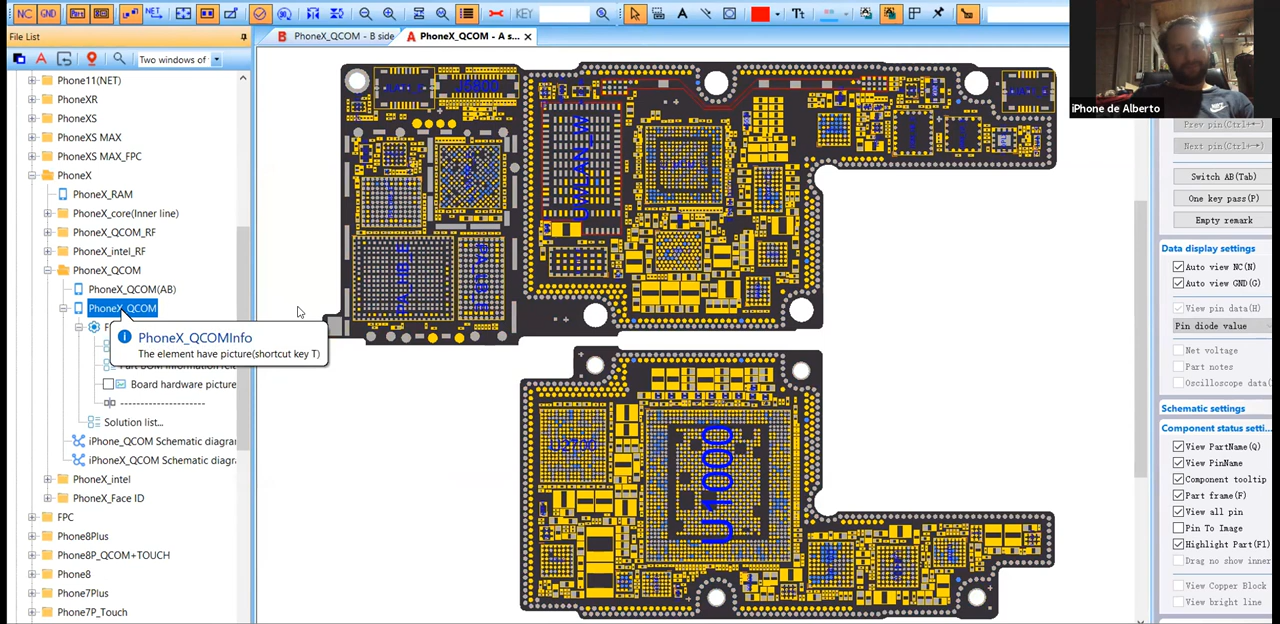 NC GND Part NET KEY Tt
iPhone de Alberto
File List
B PhoneX_QCOM - B side
A PhoneX_QCOM - A s...
Two windows of
Phone11(NET)
PhoneXR
PhoneXS
PhoneXS MAX
PhoneXS MAX_FPC
PhoneX
PhoneX_RAM
PhoneX_core(Inner line)
PhoneX_QCOM_RF
PhoneX_intel_RF
PhoneX_QCOM
PhoneX_QCOM(AB)
PhoneX_QCOM
PhoneX_QCOMInfo
The element have picture(shortcut key T)
Board hardware picture
--------------------
Solution list...
iPhone_QCOM Schematic diagra
iPhoneX_QCOM Schematic diagr
PhoneX_intel
PhoneX_Face ID
FPC
Phone8Plus
Phone8P_QCOM+TOUCH
Phone8
Phone7Plus
Phone7P_Touch
J5800
UWLAN_W
U2700
U1000
Prev pin(Ctrl+←)
Next pin(Ctrl+→)
Switch AB(Tab)
One key pass(P)
Empty remark
Data display settings
Auto view NC(N)
Auto view GND(G)
View pin data(H)
Pin diode value
Net voltage
Part notes
Oscilloscope data(
Schematic settings
Component status setti...
View PartName(Q)
View PinName
Component tooltip
Part frame(F)
View all pin
Pin To Image
Highlight Part(F1)
Drag no show inner
View Copper Block
View bright line